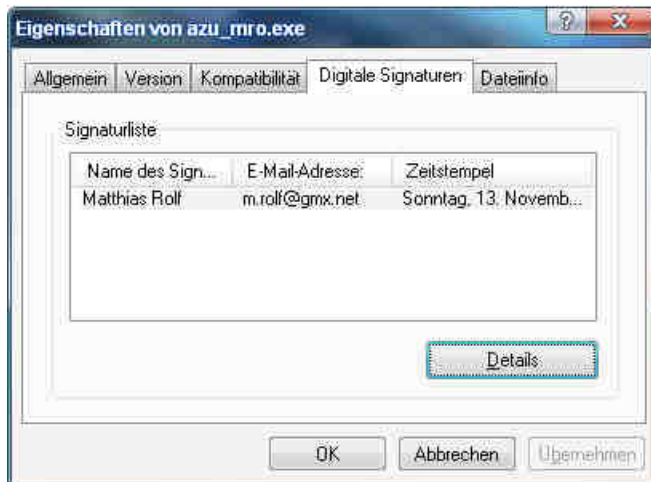 Eigenschaften von azu_mro.exe
Allgemein Version Kompatibilität Digitale Signaturen Dateiinfo
Signaturliste
Name des Sign... E-Mail-Adresse: Zeitstempel
Matthias Rolf m.rolf@gmx.net Sonntag, 13. Novemb...
Details
OK Abbrechen Übernehmen